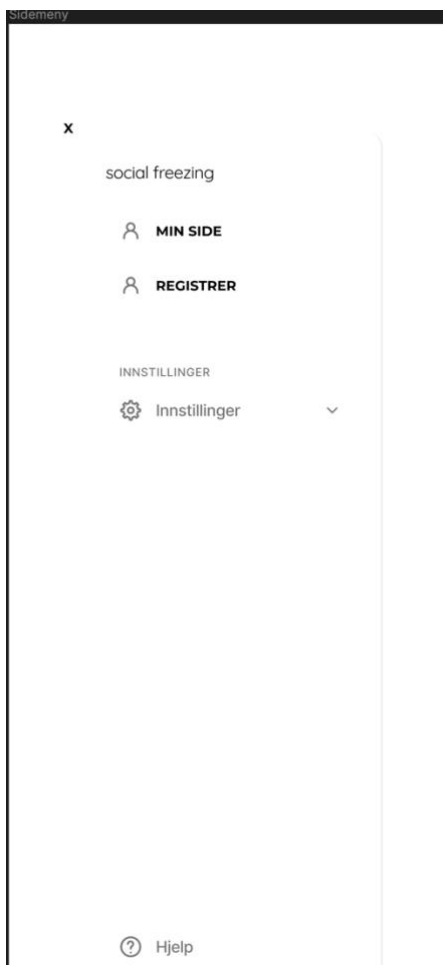 Sidemeny
x
social freezing
MIN SIDE
REGISTRER
INNSTILLINGER
Innstillinger
Hjelp